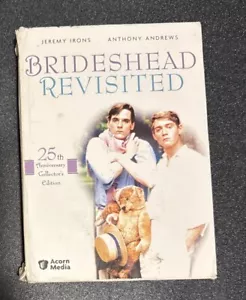 JEREMY IRONS ANTHONY ANDREWS
BRIDESHEAD
REVISITED
25th
Anniversary
Collector's
Edition
Acorn
Media